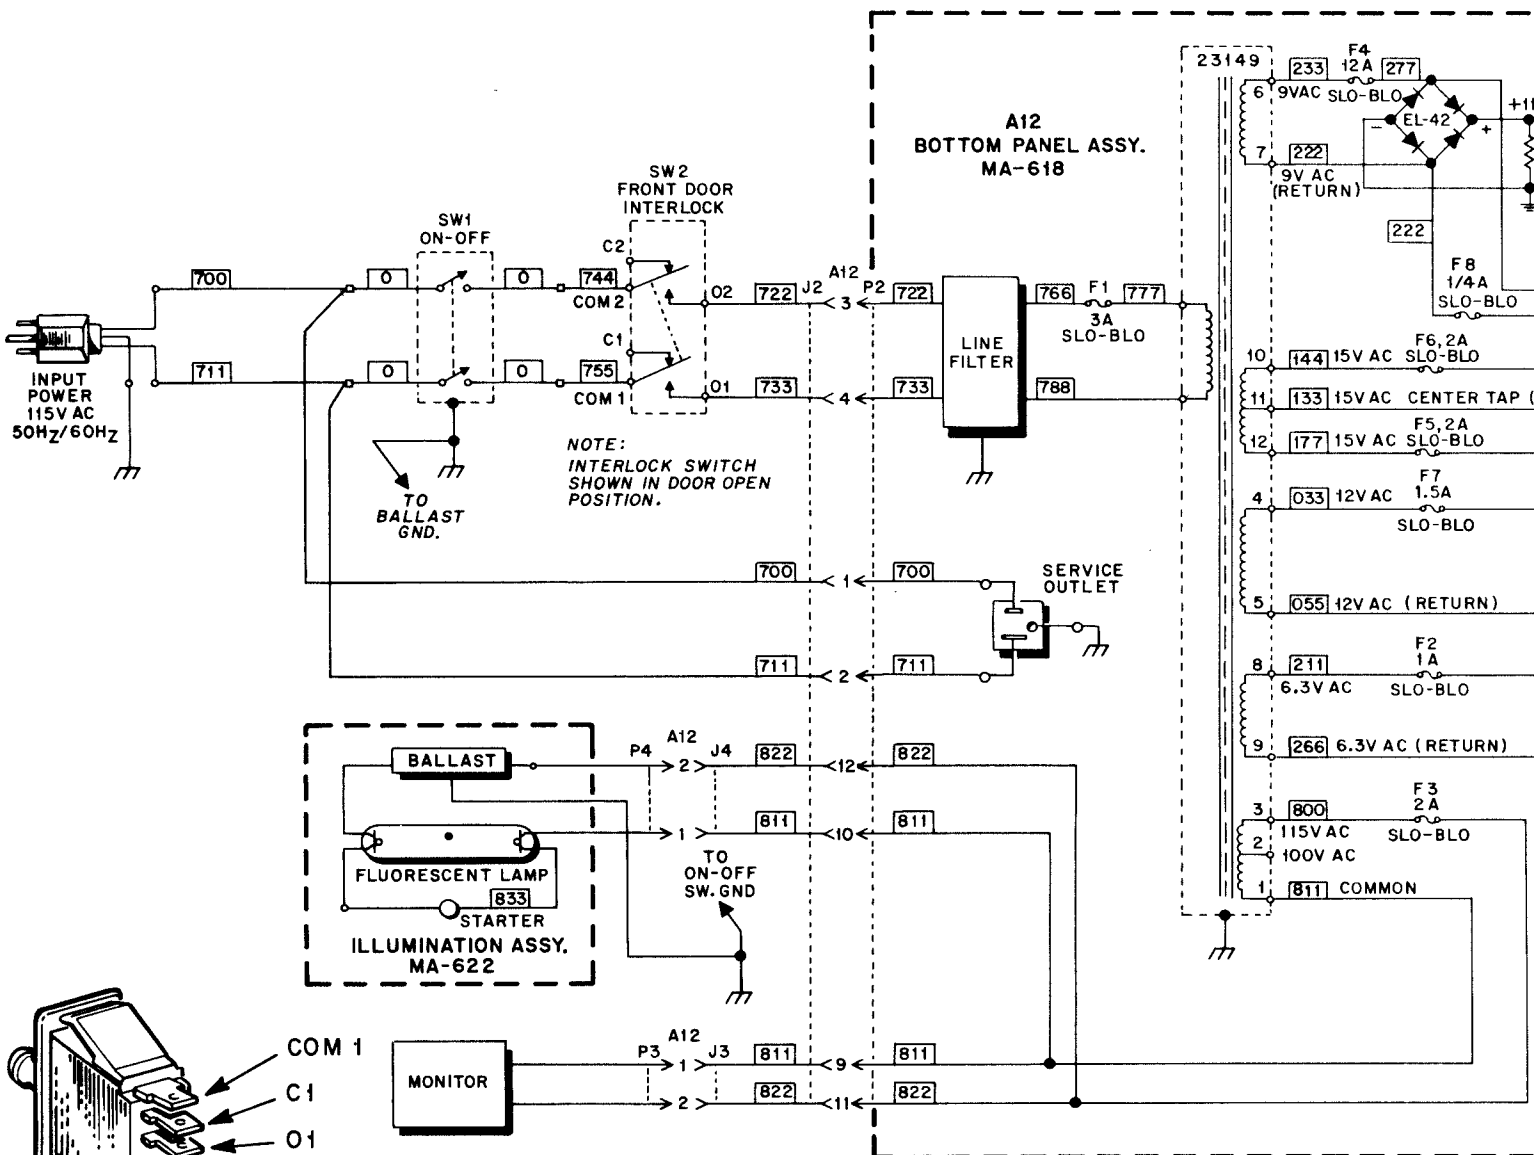 INPUT
POWER
115V AC
50HZ/60HZ
700
711
0
0
SW1
ON-OFF
0
0
744
COM 2
755
COM 1
SW2
FRONT DOOR
INTERLOCK
C2
C1
O2
O1
NOTE:
INTERLOCK SWITCH
SHOWN IN DOOR OPEN
POSITION.
TO
BALLAST
GND.
722
733
J2
A12
P2
3
4
722
733
A12
BOTTOM PANEL ASSY.
MA-618
LINE
FILTER
766
F1
777
3A
SLO-BLO
788
700
1
700
711
2
711
SERVICE
OUTLET
23149
6
233
F4
12A
277
9VAC
SLO-BLO
EL-42
-
+
+11
7
222
9V AC
(RETURN)
222
F8
1/4A
SLO-BLO
10
144
15V AC
F6,2A
SLO-BLO
11
133
15V AC CENTER TAP (
12
177
15V AC
F5,2A
SLO-BLO
4
033
12V AC
F7
1.5A
SLO-BLO
5
055
12V AC (RETURN)
8
211
6.3V AC
F2
1A
SLO-BLO
9
266
6.3V AC (RETURN)
3
800
115V AC
F3
2A
SLO-BLO
2
100V AC
1
811
COMMON
BALLAST
FLUORESCENT LAMP
833
STARTER
ILLUMINATION ASSY.
MA-622
P4
A12
J4
2
822
12
822
1
811
10
811
TO
ON-OFF
SW. GND
MONITOR
P3
A12
J3
1
811
9
811
2
822
11
822
COM 1
C1
O1